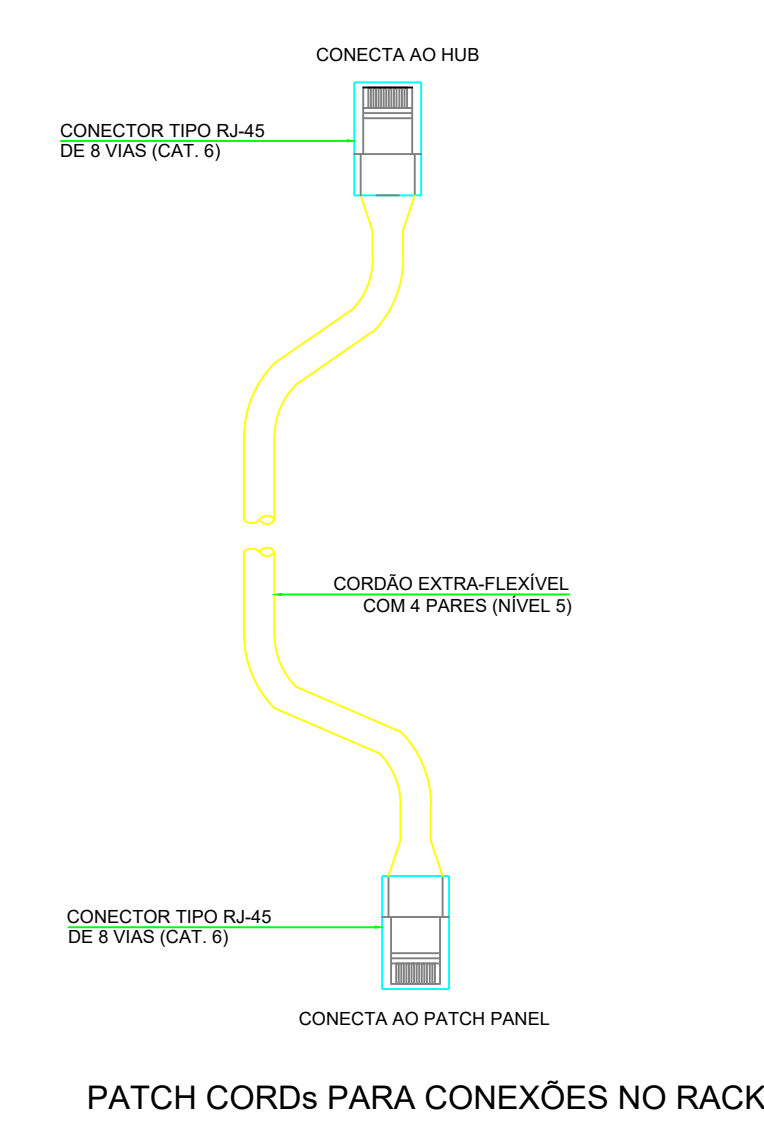 CONECTA AO HUB
CONECTOR TIPO RJ-45
DE 8 VIAS (CAT. 6)
CORDÃO EXTRA-FLEXÍVEL
COM 4 PARES (NÍVEL 5)
CONECTOR TIPO RJ-45
DE 8 VIAS (CAT. 6)
CONECTA AO PATCH PANEL
PATCH CORDs PARA CONEXÕES NO RACK